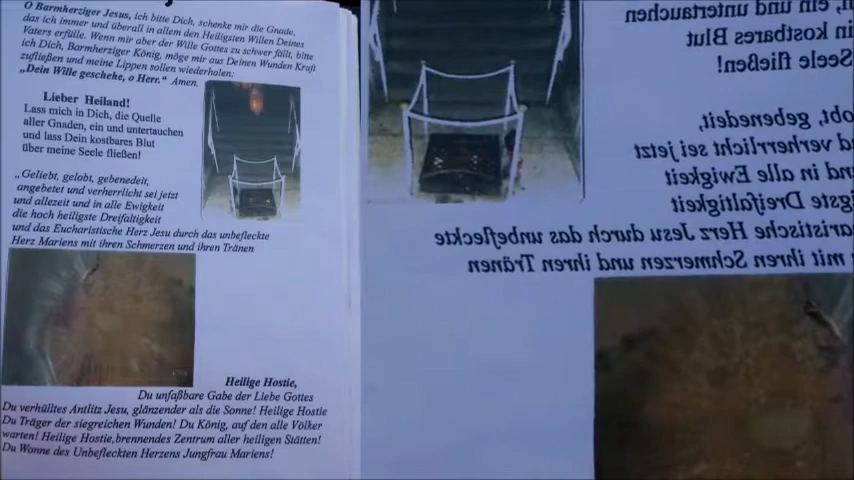 O Barmherziger Jesus, ich bitte Dich, schenke mir die Gnade,
das ich immer und überall in allem den Heiligsten Willen Deines
Vaters erfülle. Wenn mir aber der Wille Gottes zu schwer fällt, bitte
ich Dich, Barmherziger König, möge mir aus Deinen Wunden Kraft
zufließen und meine Lippen sollen wiederholen:
„Dein Wille geschehe, o Herr.“ Amen.
Lieber Heiland!
Lass mich in Dich, die Quelle
aller Gnaden, ein und untertauchen
und lass Dein kostbares Blut
über meine Seele fließen!
„Geliebt, gelobt, gebenedeit,
angebetet und verherrlicht sei jetzt
und allezeit und in alle Ewigkeit
die hoch heiligste Dreifaltigkeit
und das Eucharistische Herz Jesu durch das unbefleckte
Herz Mariens mit ihren Schmerzen und ihren Tränen
Heilige Hostie,
Du unfaßbare Gabe der Liebe Gottes
Du verhülltes Antlitz Jesu, glänzender als die Sonne! Heilige Hostie
Du Träger der siegreichen Wunden! Du König, auf den alle Völker
warten! Heilige Hostie, brennendes Zentrum aller heiligen Stätten!
Du Wonne des Unbefleckten Herzens Jungfrau Mariens!
ein und untertauchen
in kostbares Blut
Seele fließen!
gebenedeit,
verherrlicht sei jetzt
und in alle Ewigkeit
Dreifaltigkeit
Herz Jesu durch das unbefleckte
mit ihren Schmerzen und ihren Tränen